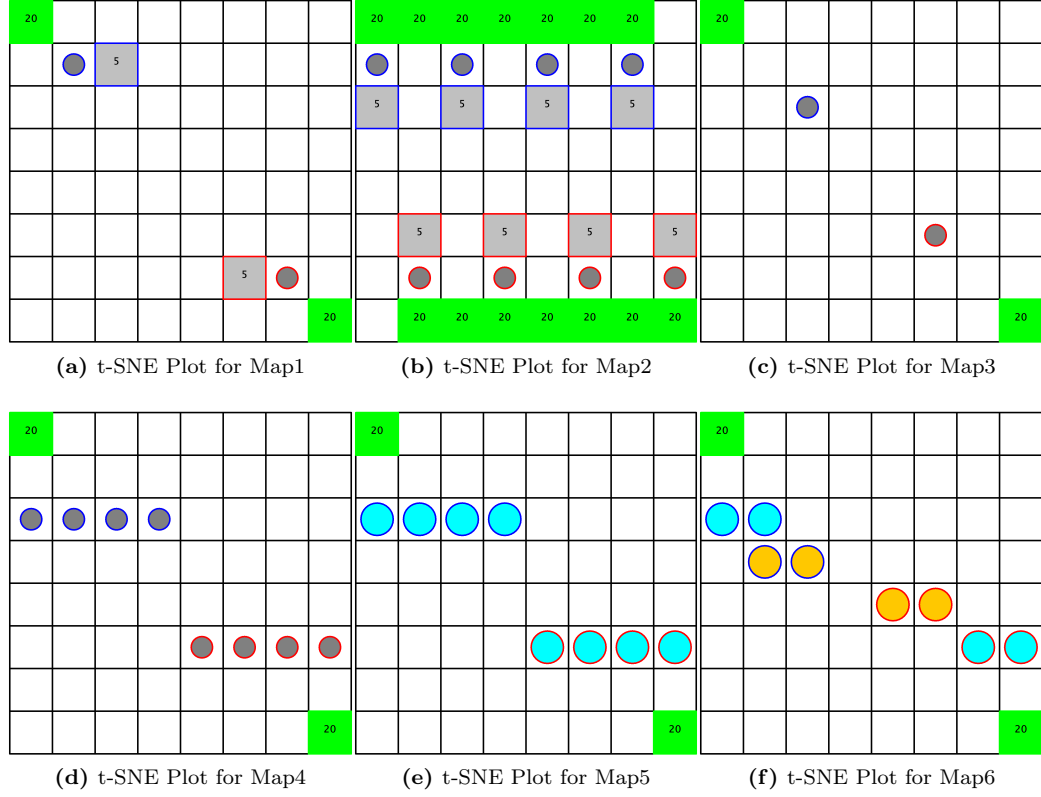 20
20 20 20 20 20 20 20
20
5
5 5 5 5
5 5 5 5
5
20
20 20 20 20 20 20 20
20
(a) t-SNE Plot for Map1
(b) t-SNE Plot for Map2
(c) t-SNE Plot for Map3
20
20
20
20
20
20
(d) t-SNE Plot for Map4
(e) t-SNE Plot for Map5
(f) t-SNE Plot for Map6